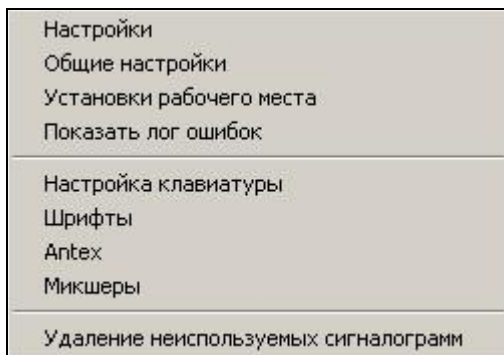 Настройки
Общие настройки
Установки рабочего места
Показать лог ошибок
Настройка клавиатуры
Шрифты
Antex
Микшеры
Удаление неиспользуемых сигналограмм